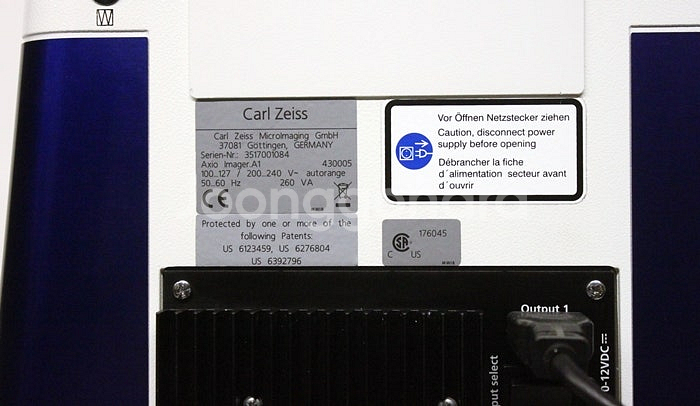 Carl Zeiss
Carl Zeiss MicroImaging GmbH
37081 Göttingen, GERMANY
Serien-Nr.: 3517001084
Axio Imager.A1 430005
100...127 / 200...240 V~ autorange
50...60 Hz 260 VA
CE
Protected by one or more of the
following Patents:
US 6123459, US 6276804
US 6392796
Vor Öffnen Netzstecker ziehen
Caution, disconnect power
supply before opening
Débrancher la fiche
d´alimentation secteur avant
d´ouvrir
176045
C US
Output 1
put select
0-12VDC